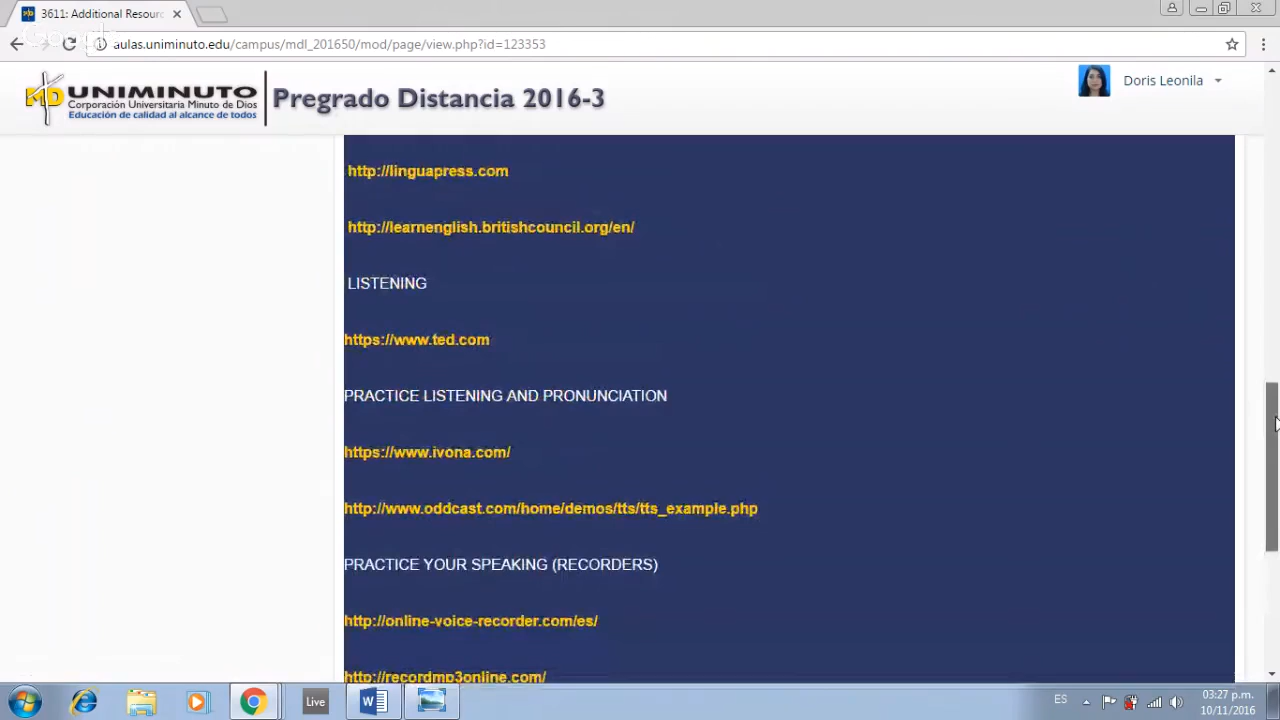 3611: Additional Resour
aulas.uniminuto.edu/campus/mdl_201650/mod/page/view.php?id=123353
UNIMINUTO
Corporación Universitaria Minuto de Dios
Educación de calidad al alcance de todos
Pregrado Distancia 2016-3
Doris Leonila
http://linguapress.com
http://learnenglish.britishcouncil.org/en/
LISTENING
https://www.ted.com
PRACTICE LISTENING AND PRONUNCIATION
https://www.ivona.com/
http://www.oddcast.com/home/demos/tts/tts_example.php
PRACTICE YOUR SPEAKING (RECORDERS)
http://online-voice-recorder.com/es/
http://recordmp3online.com/
Live
ES
03:27 p.m.
10/11/2016